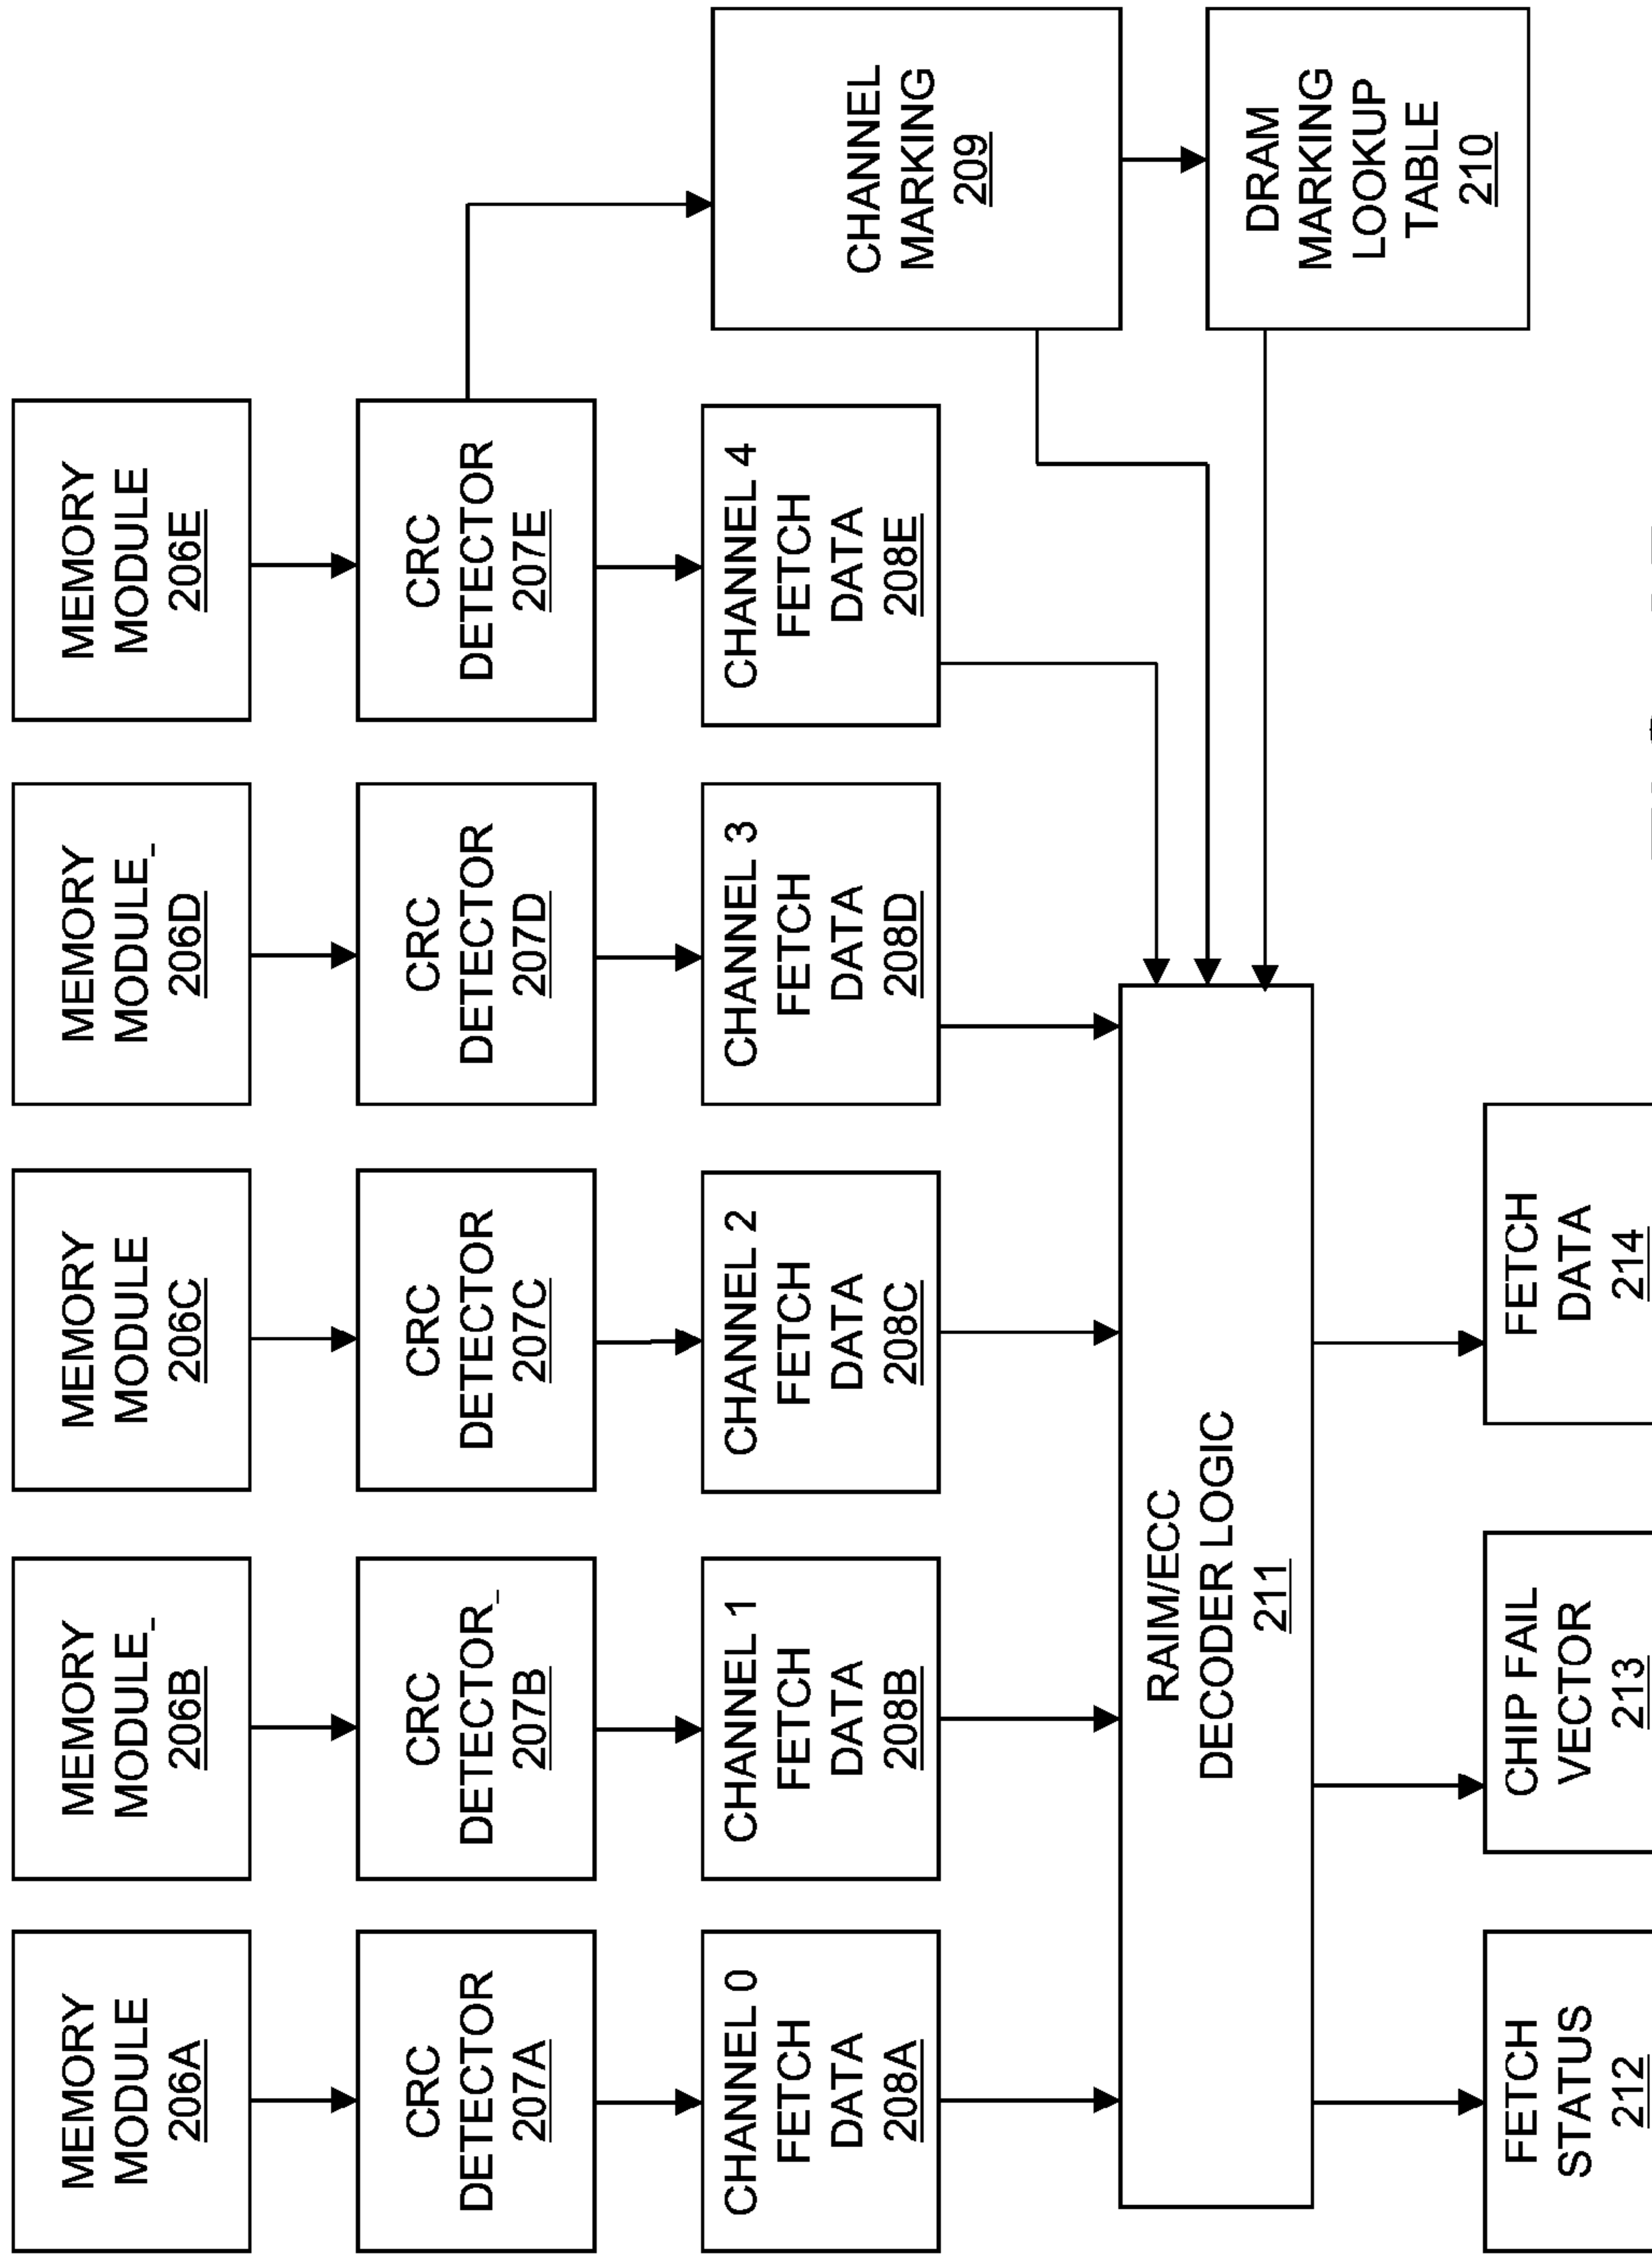 MEMORY
MODULE
206A
MEMORY
MODULE
206B
MEMORY
MODULE
206C
MEMORY
MODULE
206D
MEMORY
MODULE
206E
CRC
DETECTOR
207A
CRC
DETECTOR
207B
CRC
DETECTOR
207C
CRC
DETECTOR
207D
CRC
DETECTOR
207E
CHANNEL 0
FETCH
DATA
208A
CHANNEL 1
FETCH
DATA
208B
CHANNEL 2
FETCH
DATA
208C
CHANNEL 3
FETCH
DATA
208D
CHANNEL 4
FETCH
DATA
208E
CHANNEL
MARKING
209
RAIM/ECC
DECODER LOGIC
211
DRAM
MARKING
LOOKUP
TABLE
210
FETCH
STATUS
212
CHIP FAIL
VECTOR
213
FETCH
DATA
214